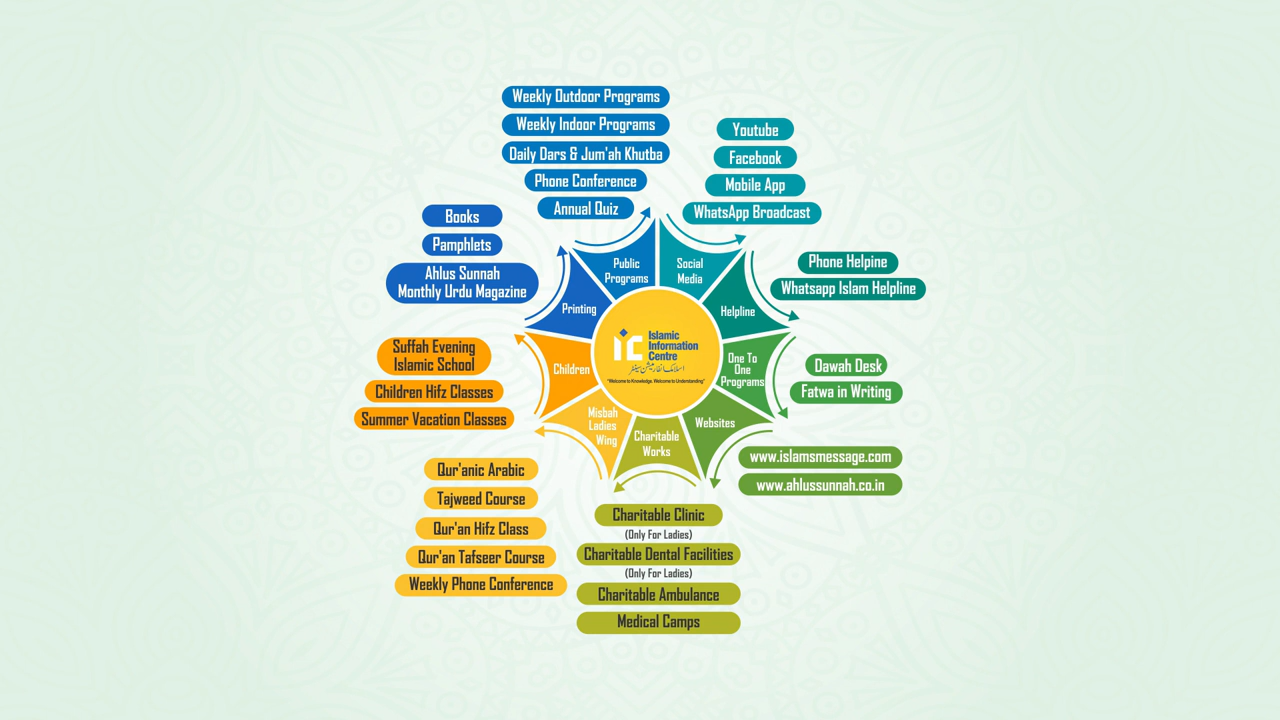 Weekly Outdoor Programs
Weekly Indoor Programs
Daily Dars & Jum'ah Khutba
Phone Conference
Annual Quiz
Youtube
Facebook
Mobile App
WhatsApp Broadcast
Books
Pamphlets
Ahlus Sunnah
Monthly Urdu Magazine
Phone Helpine
Whatsapp Islam Helpline
Public
Programs
Social
Media
Printing
Helpline
Children
One To
One
Programs
Misbah
Ladies
Wing
Charitable
Works
Websites
iC
Islamic
Information
Centre
اسلامک انفارمیشن سینٹر
"Welcome to Knowledge, Welcome to Understanding"
Suffah Evening
Islamic School
Children Hifz Classes
Summer Vacation Classes
Dawah Desk
Fatwa in Writing
www.islamsmessage.com
www.ahlussunnah.co.in
Qur'anic Arabic
Tajweed Course
Qur'an Hifz Class
Qur'an Tafseer Course
Weekly Phone Conference
Charitable Clinic
(Only For Ladies)
Charitable Dental Facilities
(Only For Ladies)
Charitable Ambulance
Medical Camps